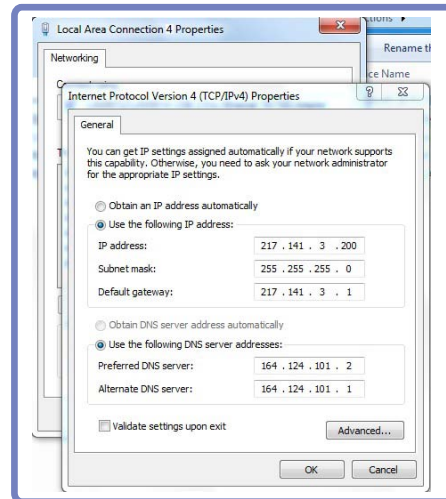 Local Area Connection 4 Properties
Rename th
Networking
ce Name
Internet Protocol Version 4 (TCP/IPv4) Properties
General
You can get IP settings assigned automatically if your network supports
this capability. Otherwise, you need to ask your network administrator
for the appropriate IP settings.
Obtain an IP address automatically
Use the following IP address:
IP address: 217 . 141 . 3 . 200
Subnet mask: 255 . 255 . 255 . 0
Default gateway: 217 . 141 . 3 . 1
Obtain DNS server address automatically
Use the following DNS server addresses:
Preferred DNS server: 164 . 124 . 101 . 2
Alternate DNS server: 164 . 124 . 101 . 1
Validate settings upon exit
Advanced...
OK Cancel